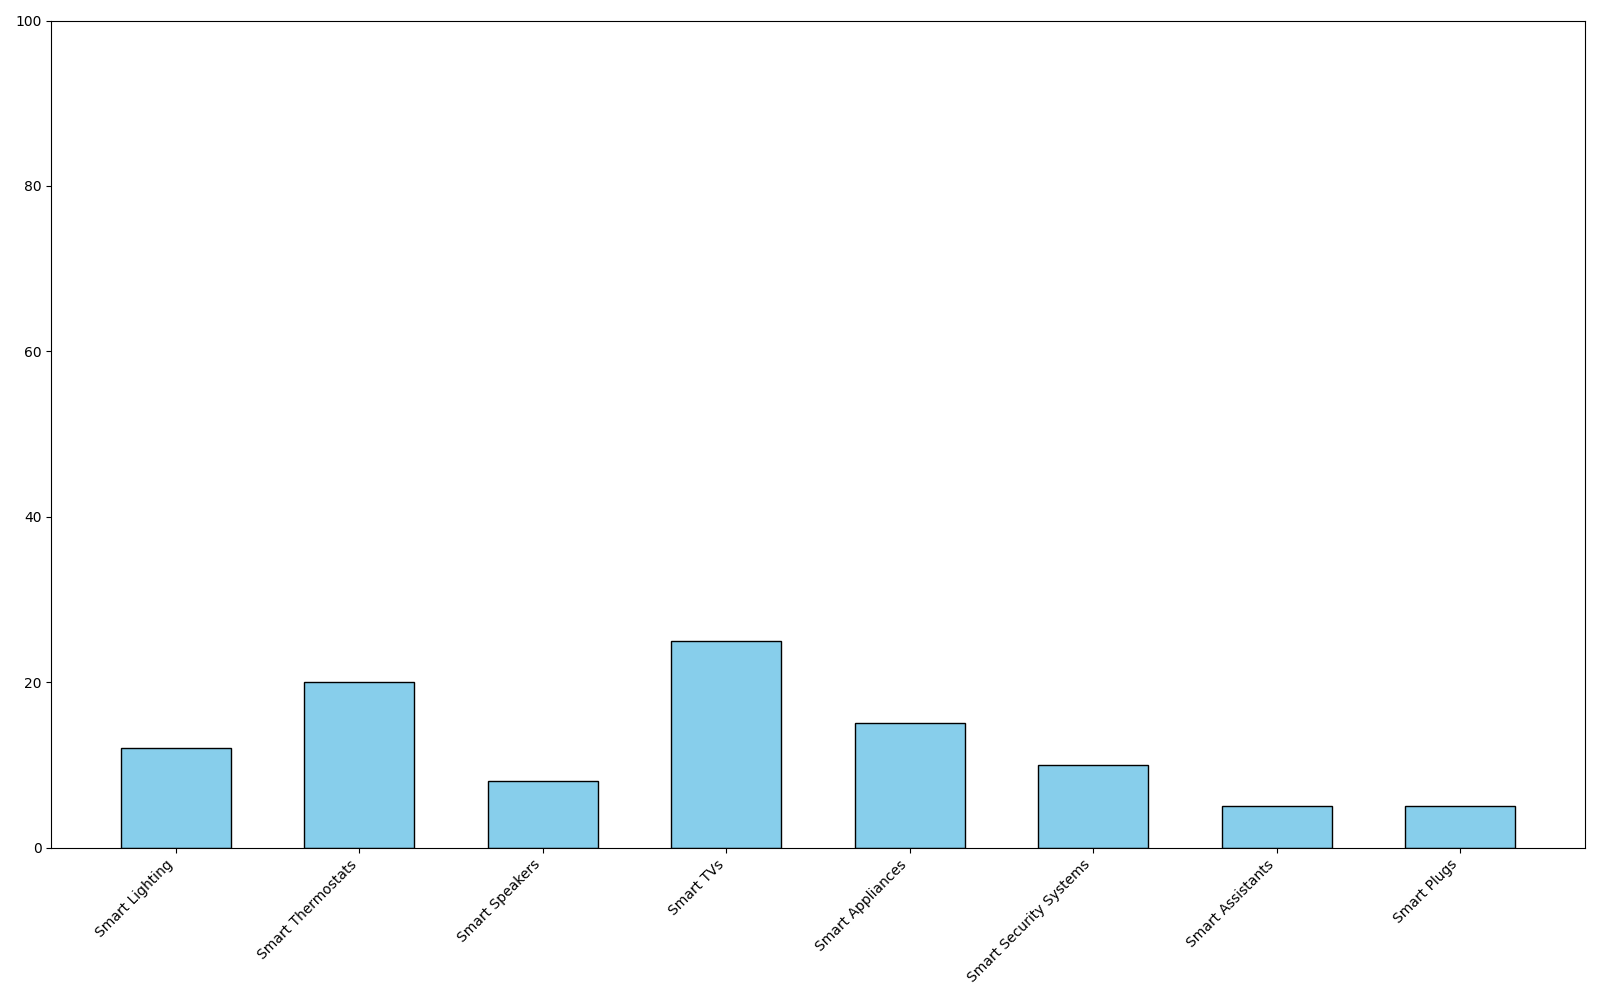 100
80
60
40
20
0
Smart Lighting
Smart Thermostats
Smart Speakers
Smart TVs
Smart Appliances
Smart Security Systems
Smart Assistants
Smart Plugs